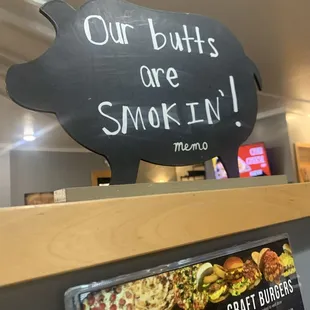 Our butts
are
SMOKIN'!
memo
CRAFT BURGERS